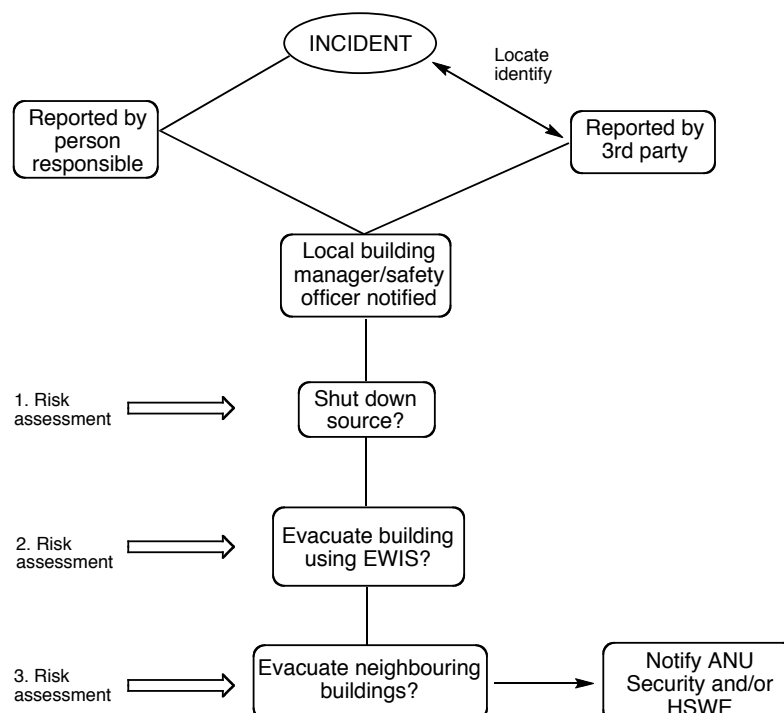 INCIDENT
Locate
identify
Reported by
person
responsible
Reported by
3rd party
Local building
manager/safety
officer notified
1. Risk
assessment
Shut down
source?
2. Risk
assessment
Evacuate building
using EWIS?
3. Risk
assessment
Evacuate neighbouring
buildings?
Notify ANU
Security and/or
HSWE